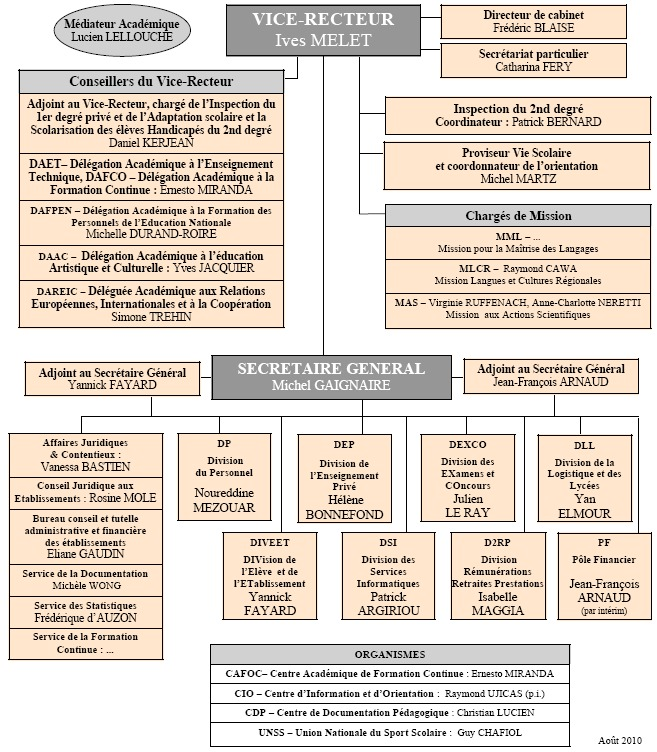 Médiateur Académique
Lucien LELLOUCHE
VICE-RECTEUR
Ives MELET
Directeur de cabinet
Frédéric BLAISE
Secrétariat particulier
Catharina FERY
Conseillers du Vice-Recteur
Adjoint au Vice-Recteur, chargé de l'Inspection du
1er degré privé et de l'Adaptation scolaire et la
Scolarisation des élèves Handicapés du 2nd degré
Daniel KERJEAN
DAET– Délégation Académique à l'Enseignement
Technique, DAFCO – Délégation Académique à la
Formation Continue : Ernesto MIRANDA
DAFPEN – Délégation Académique à la Formation des
Personnels de l'Education Nationale
Michelle DURAND-ROIRE
DAAC – Délégation Académique à l'éducation
Artistique et Culturelle : Yves JACQUIER
DAREIC – Déléguée Académique aux Relations
Européennes, Internationales et à la Coopération
Simone TREHIN
Inspection du 2nd degré
Coordinateur : Patrick BERNARD
Proviseur Vie Scolaire
et coordonnateur de l'orientation
Michel MARTZ
Chargés de Mission
MML – ...
Mission pour la Maîtrise des Langages
MLCR – Raymond CAWA
Mission Langues et Cultures Régionales
MAS – Virginie RUFFENACH, Anne-Charlotte NERETTI
Mission aux Actions Scientifiques
Adjoint au Secrétaire Général
Yannick FAYARD
SECRETAIRE GENERAL
Michel GAIGNAIRE
Adjoint au Secrétaire Général
Jean-François ARNAUD
Affaires Juridiques
& Contentieux :
Vanessa BASTIEN
Conseil Juridique aux
Etablissements : Rosine MOLE
Bureau conseil et tutelle
administrative et financière
des établissements
Eliane GAUDIN
Service de la Documentation
Michèle WONG
Service des Statistiques
Frédérique d'AUZON
Service de la Formation
Continue : ...
DP
Division
du Personnel
Noureddine
MEZOUAR
DEP
Division de
l'Enseignement
Privé
Hélène
BONNEFOND
DEXCO
Division des
EXamens et
COncours
Julien
LE RAY
DLL
Division de la
Logistique et des
Lycées
Yan
ELMOUR
DIVEET
DIVision de
l'Elève et de
l'ETablissement
Yannick
FAYARD
DSI
Division des
Services
Informatiques
Patrick
ARGIRIOU
D2RP
Division
Rémunérations
Retraites Prestations
Isabelle
MAGGIA
PF
Pôle Financier
Jean-François
ARNAUD
(par intérim)
ORGANISMES
CAFOC– Centre Académique de Formation Continue : Ernesto MIRANDA
CIO – Centre d'Information et d'Orientation : Raymond UJICAS (p.i.)
CDP – Centre de Documentation Pédagogique : Christian LUCIEN
UNSS – Union Nationale du Sport Scolaire : Guy CHAFIOL
Août 2010